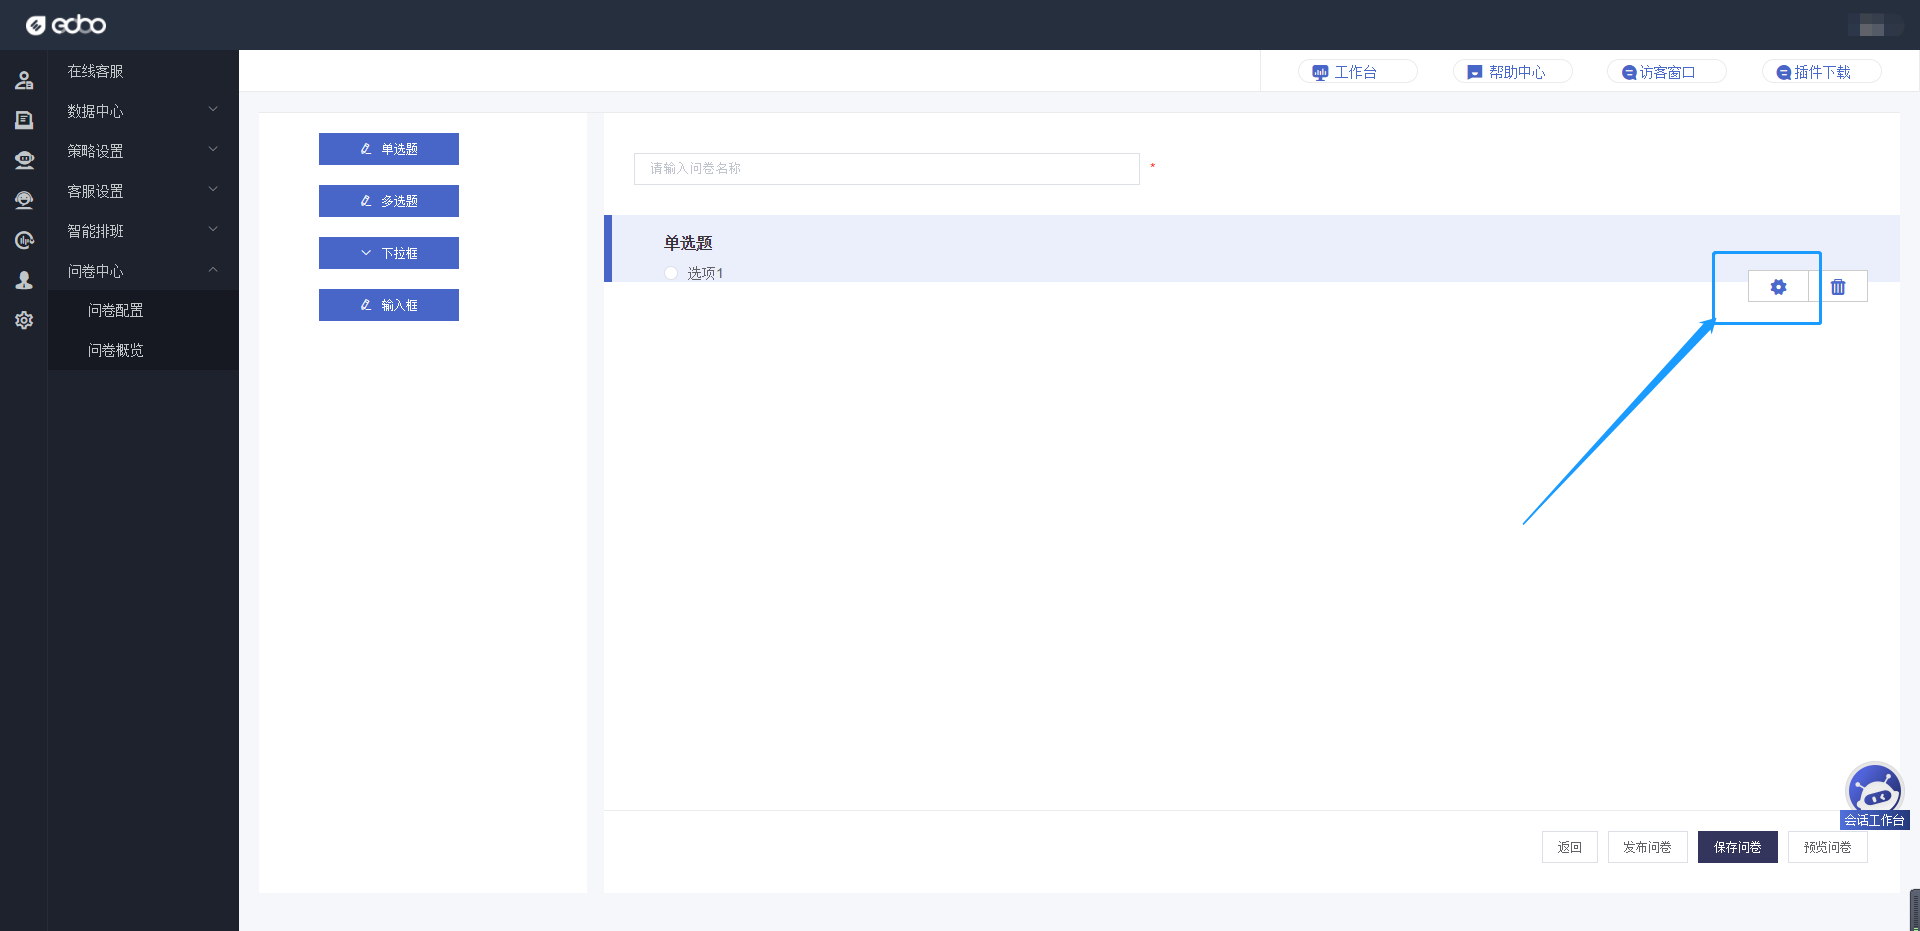 ecbo
在线客服
数据中心
策略设置
客服设置
智能排班
问卷中心
问卷配置
问卷概览
工作台
帮助中心
访客窗口
插件下载
单选题
多选题
下拉框
输入框
请输入问卷名称
*
单选题
选项1
会话工作台
返回
发布问卷
保存问卷
预览问卷